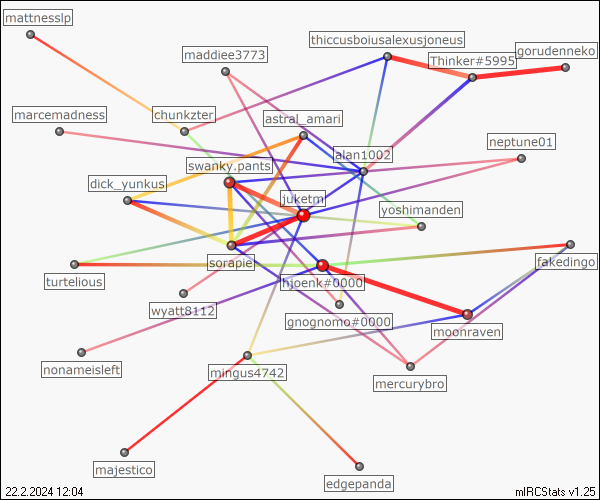 mattnesslp
thiccusboiusalexusjoneus
maddiee3773
gorudenneko
Thinker#5995
marcemadness
chunkzter
astral_amari
neptune01
alan1002
swanky.pants
dick_yunkus
juketm
yoshimanden
sorapie
fakedingo
turtelious
hjoenk#0000
wyatt8112
gnognomo#0000
moonraven
nonameisleft
mingus4742
mercurybro
majestico
edgepanda
22.2.2024 12:04
mIRCStats v1.25